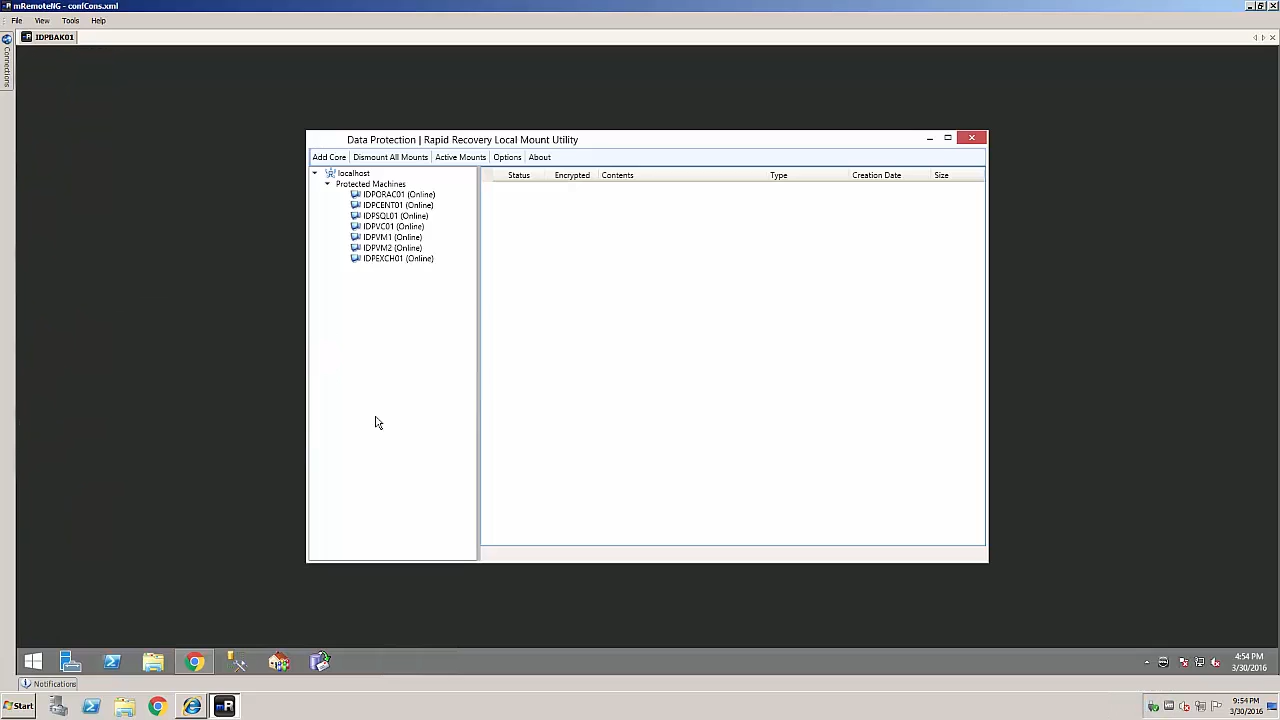 mRemoteNG - confCons.xml
File View Tools Help
IDPBAK01
Connections
Data Protection | Rapid Recovery Local Mount Utility
Add Core Dismount All Mounts Active Mounts Options About
localhost
Status Encrypted Contents Type Creation Date Size
Protected Machines
IDPORAC01 (Online)
IDPCENT01 (Online)
IDPSQL01 (Online)
IDPVC01 (Online)
IDPVM1 (Online)
IDPVM2 (Online)
IDPEXCH01 (Online)
4:54 PM
3/30/2016
Notifications
Start
9:54 PM
3/30/2016